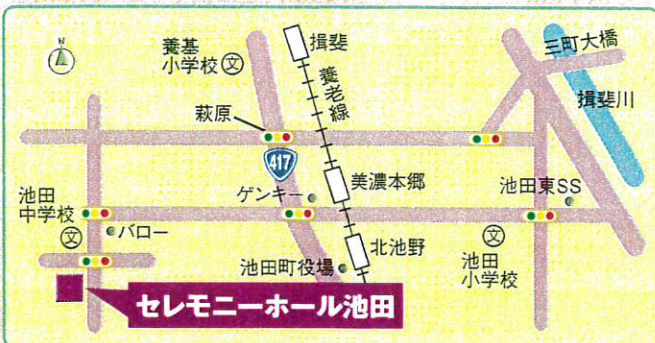 N
養基
小学校
文
揖斐
養老線
三町大橋
揖斐川
萩原
417
美濃本郷
ゲンキー
池田東SS
池田
中学校
文
バロー
北池野
文
池田
小学校
池田町役場
セレモニーホール池田